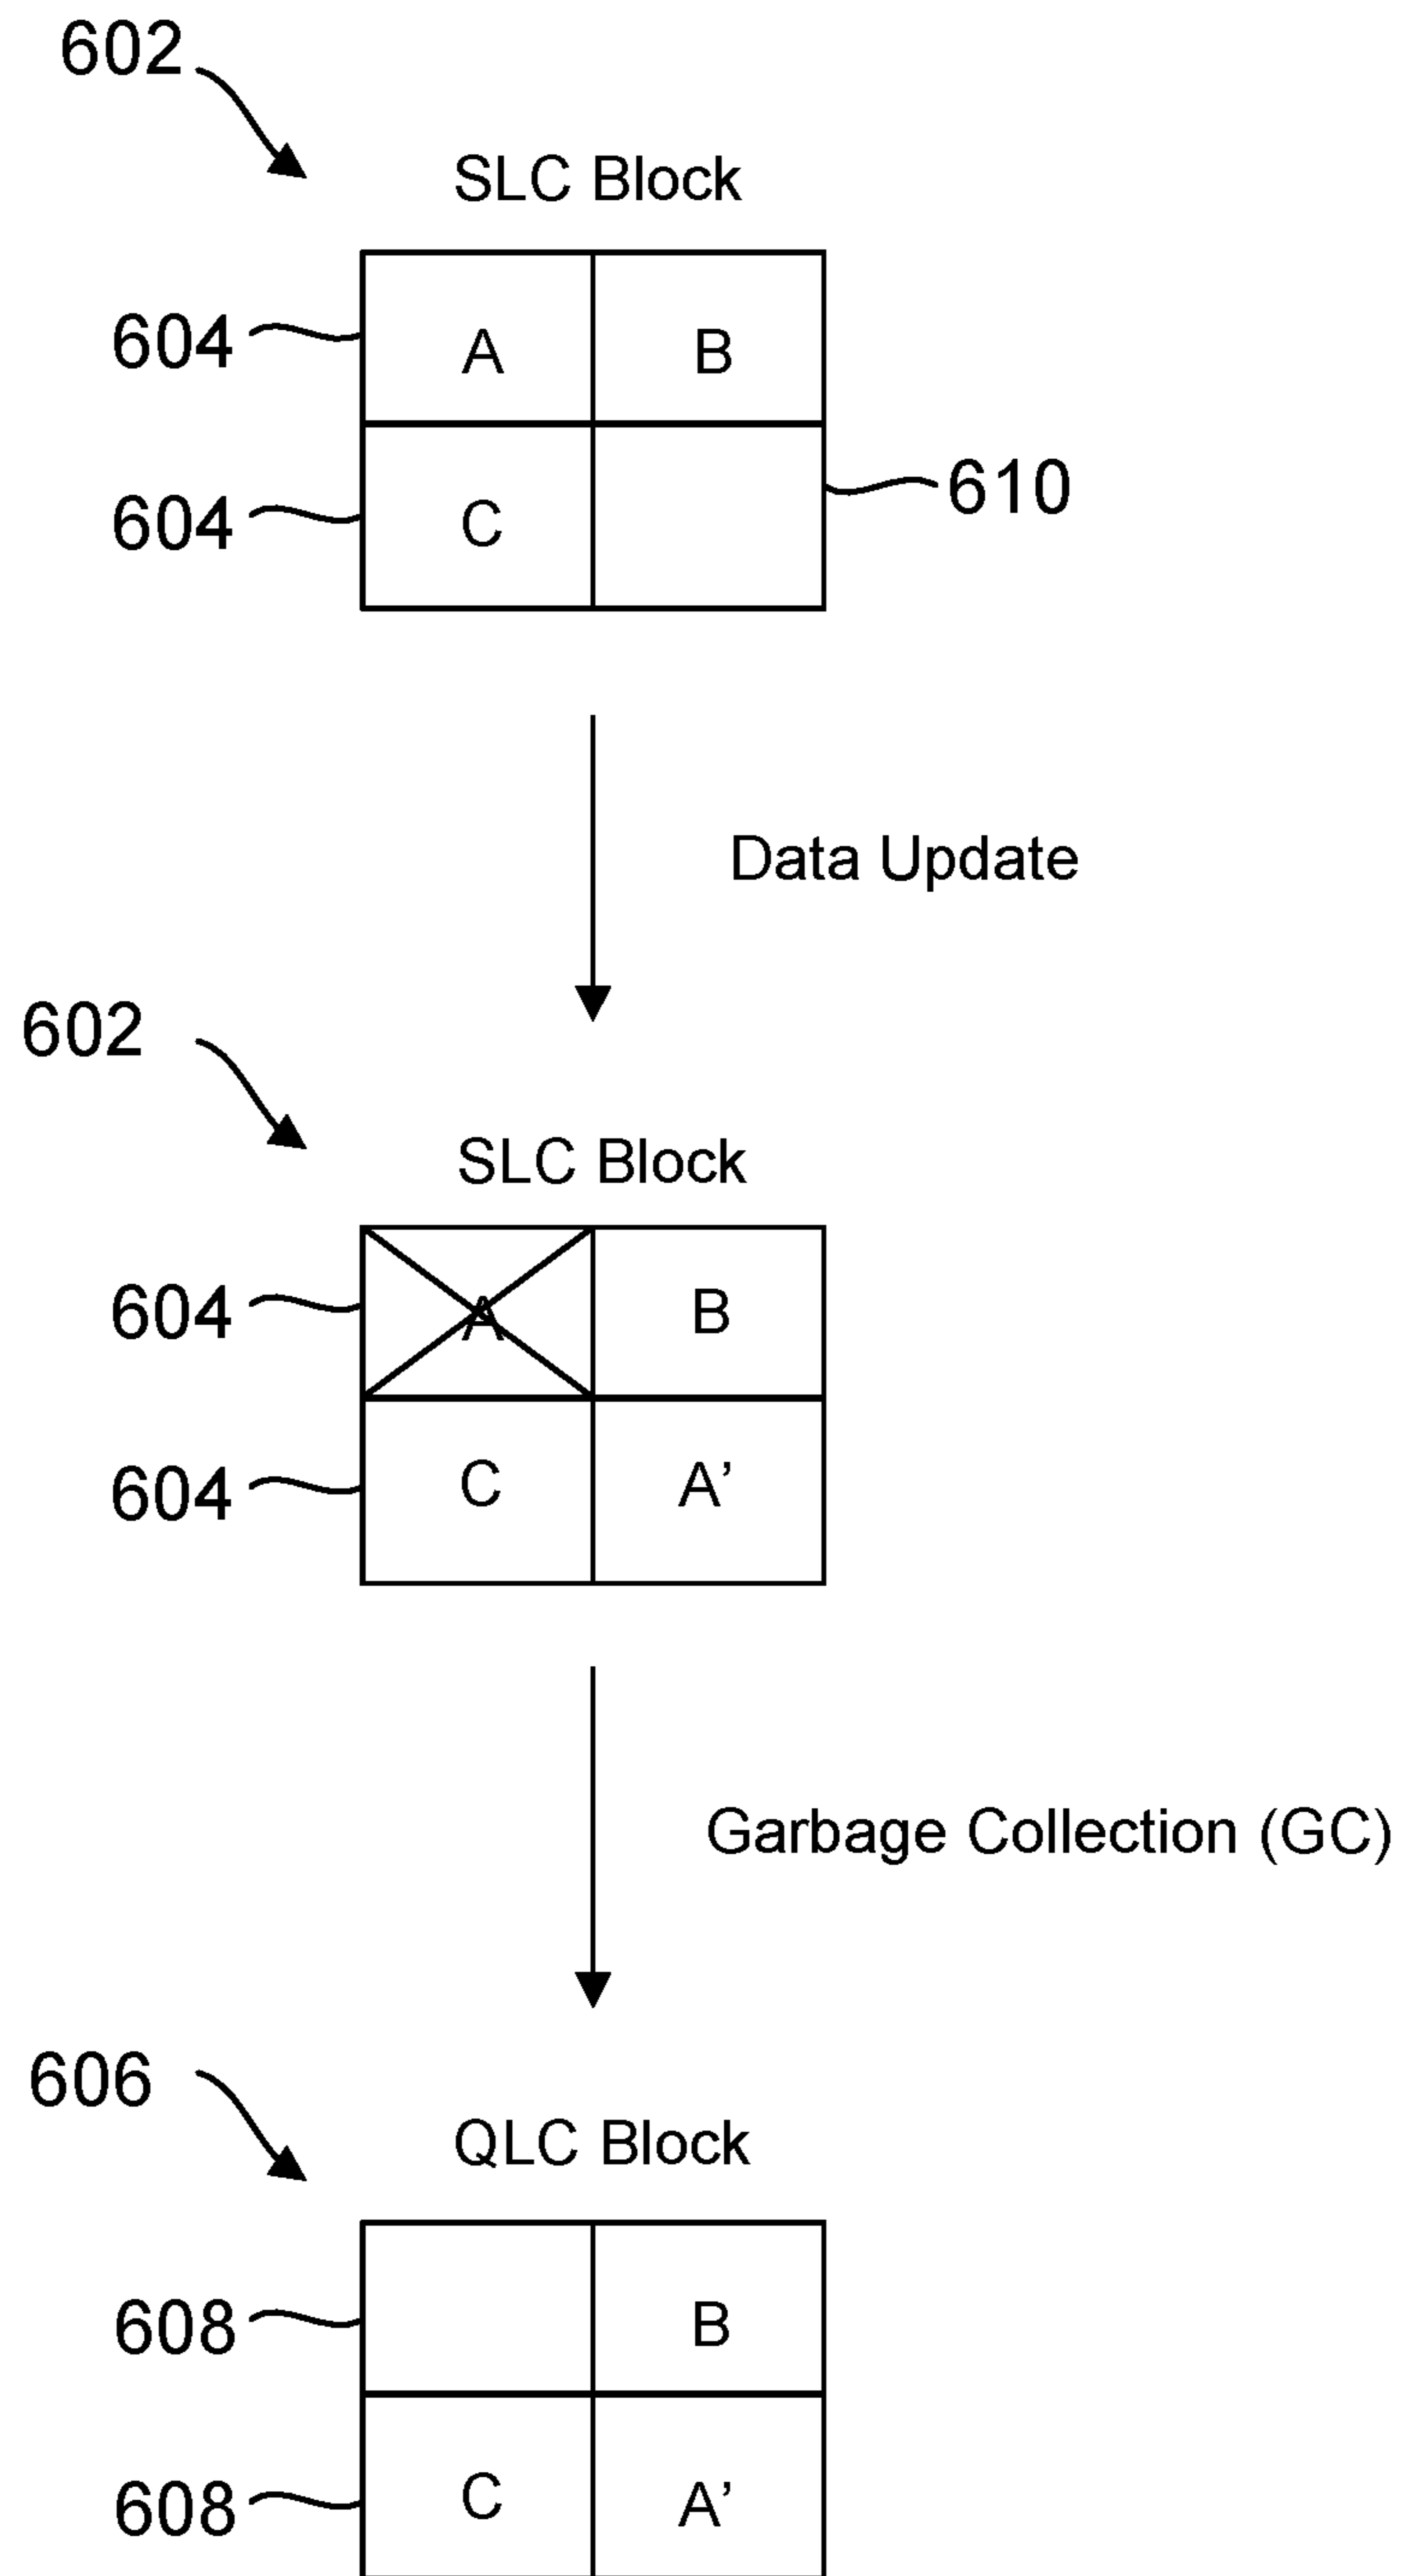 602
SLC Block
604
A
B
604
C
610
Data Update
602
SLC Block
604
A
B
604
C
A’
Garbage Collection (GC)
606
QLC Block
608
B
608
C
A’